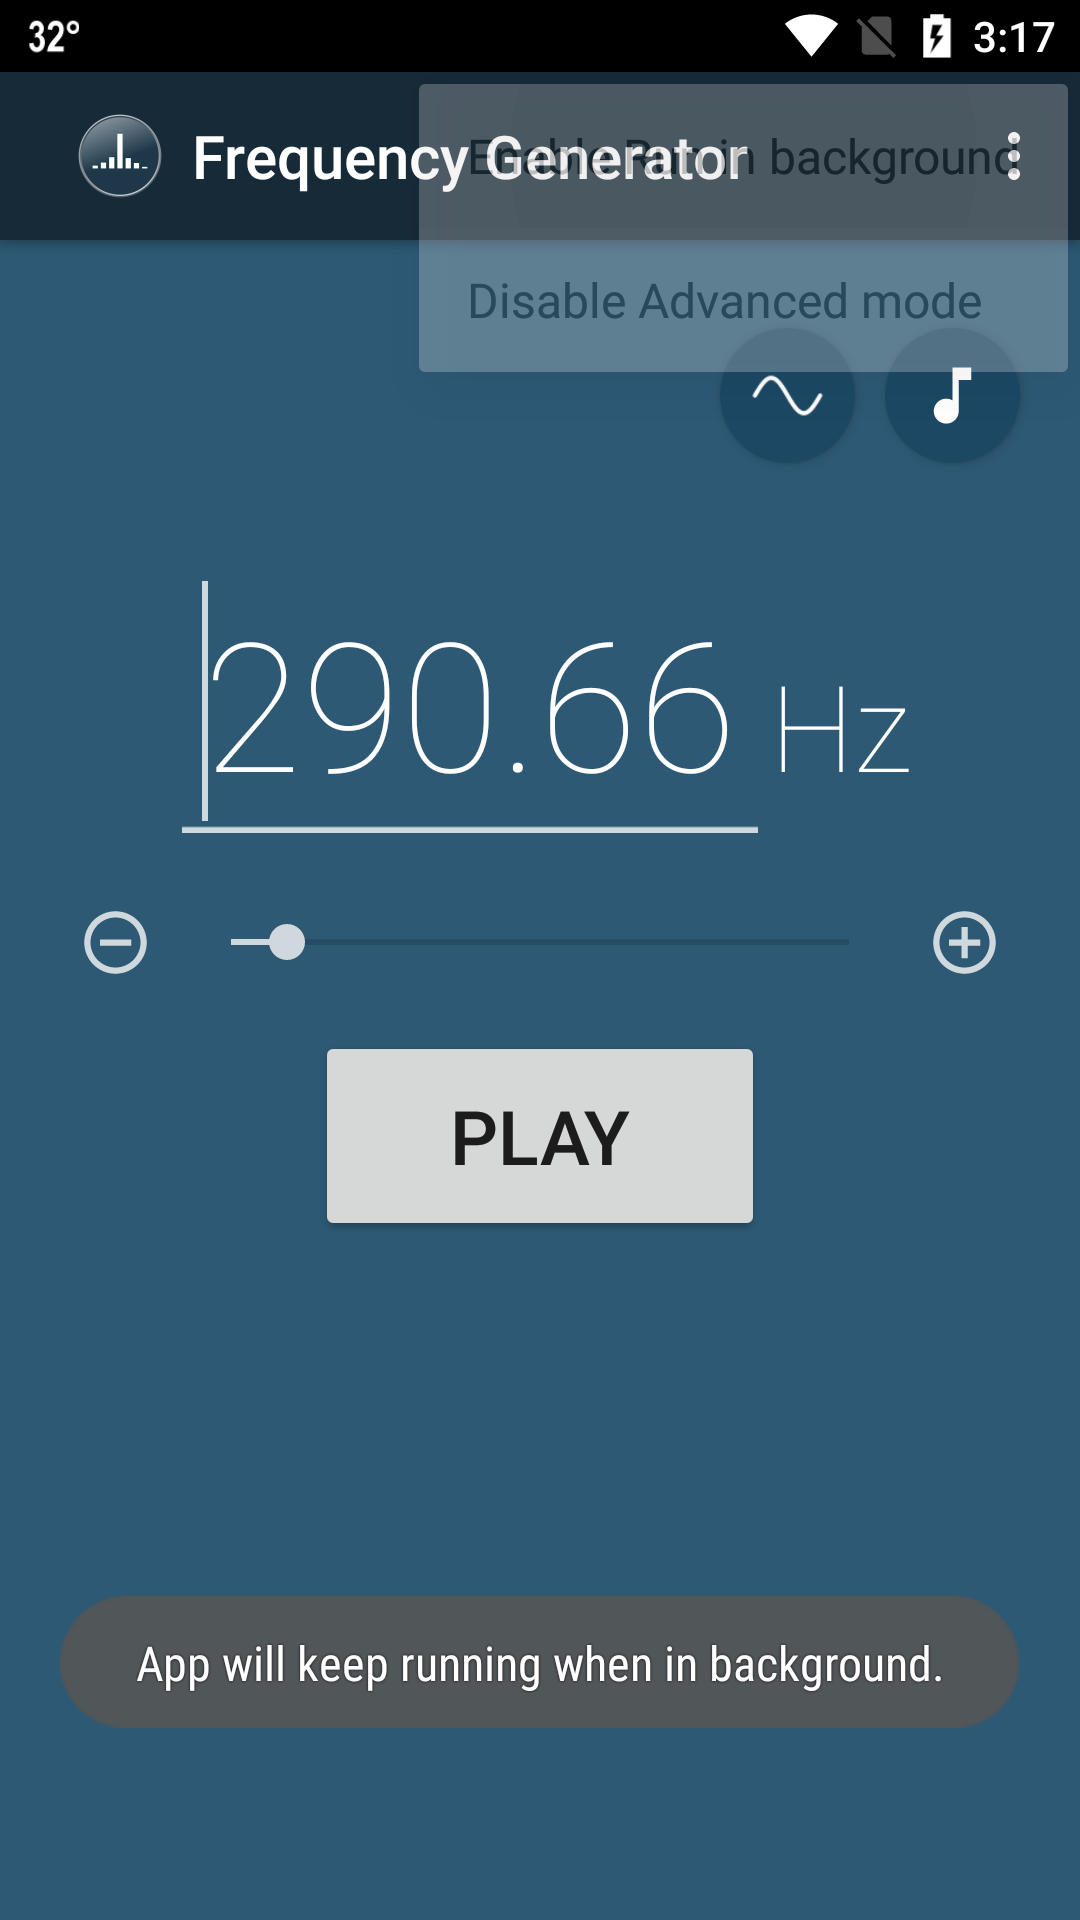 32°
3:17
Frequency Generator
Enable Run in background
Disable Advanced mode
290.66 Hz
PLAY
App will keep running when in background.